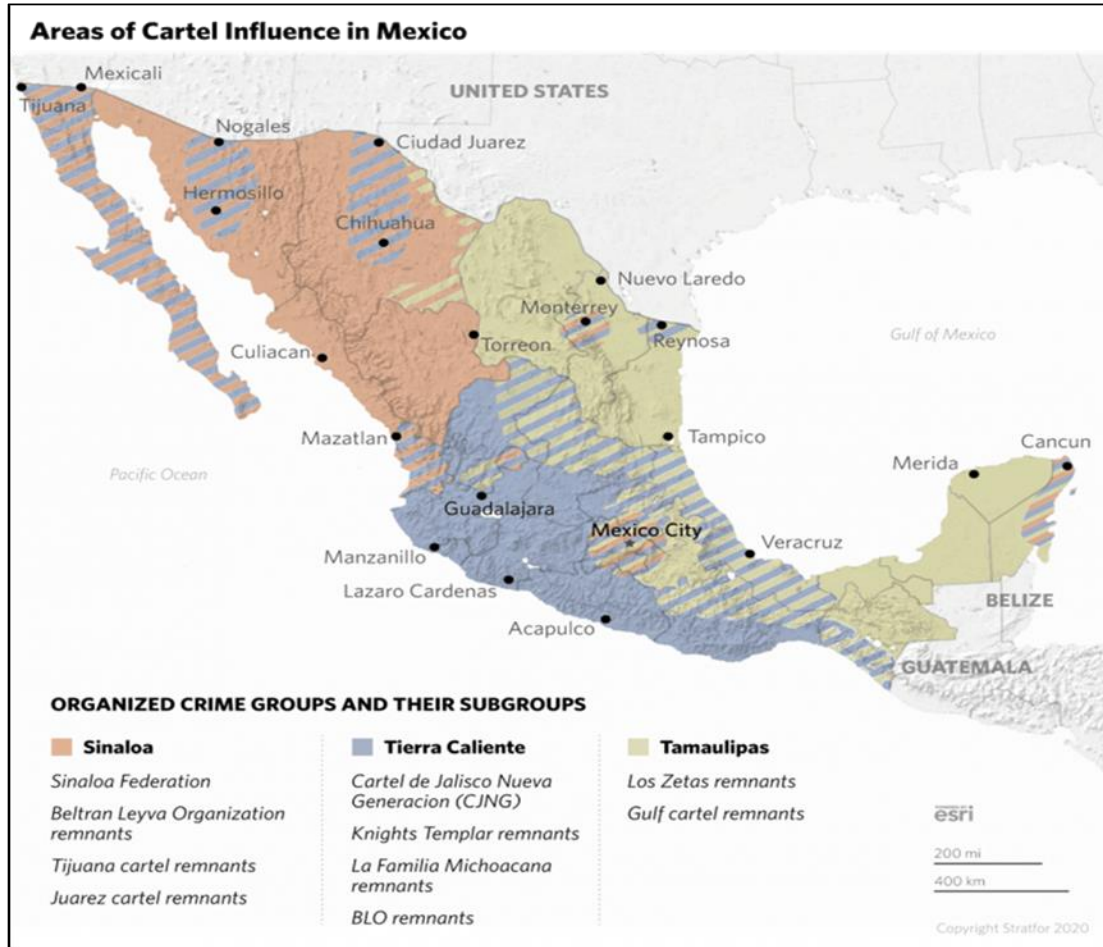 Areas of Cartel Influence in Mexico
Mexicali
Tijuana
UNITED STATES
Nogales
Ciudad Juarez
Hermosillo
Chihuahua
Nuevo Laredo
Monterrey
Reynosa
Gulf of Mexico
Torreon
Culiacan
Mazatlan
Tampico
Cancun
Merida
Pacific Ocean
Guadalajara
Mexico City
Manzanillo
Veracruz
Lazaro Cardenas
BELIZE
Acapulco
GUATEMALA
ORGANIZED CRIME GROUPS AND THEIR SUBGROUPS
Sinaloa
Sinaloa Federation
Beltran Leyva Organization
remnants
Tijuana cartel remnants
Juarez cartel remnants
Tierra Caliente
Cartel de Jalisco Nueva
Generacion (CJNG)
Knights Templar remnants
La Familia Michoacana
remnants
BLO remnants
Tamaulipas
Los Zetas remnants
Gulf cartel remnants
POWERED BY
esri
200 mi
400 km
Copyright Stratfor 2020